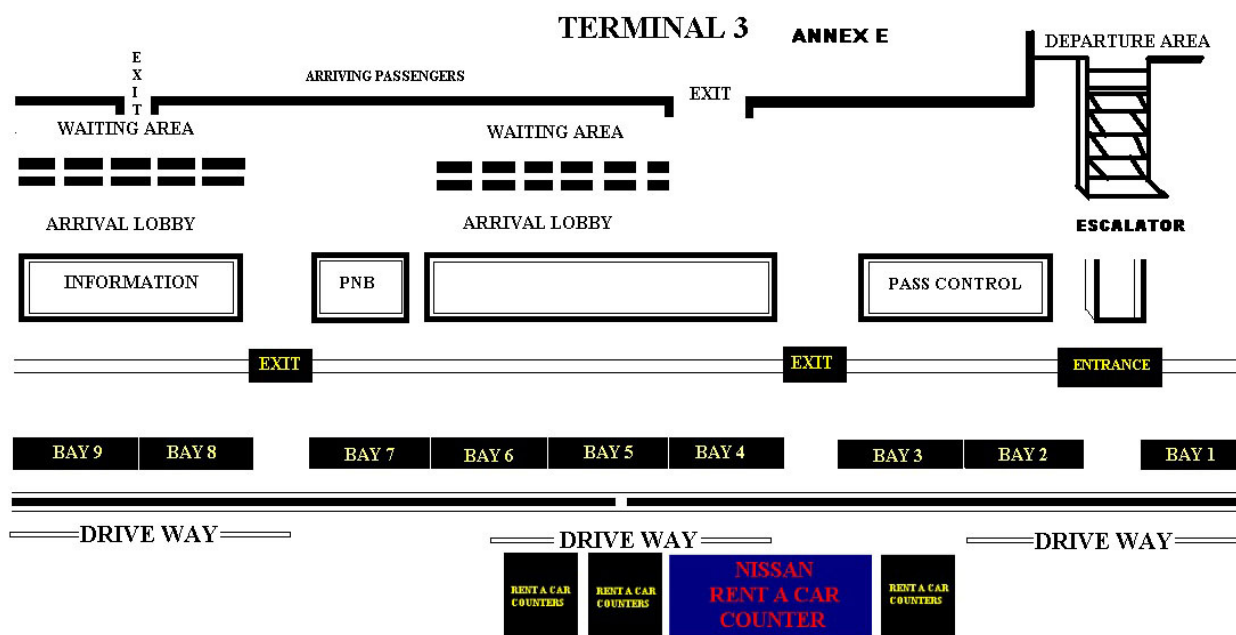 TERMINAL 3
ANNEX E
DEPARTURE AREA
EXIT
ARRIVING PASSENGERS
EXIT
WAITING AREA
WAITING AREA
ARRIVAL LOBBY
ARRIVAL LOBBY
ESCALATOR
INFORMATION
PNB
PASS CONTROL
EXIT
EXIT
ENTRANCE
BAY 9
BAY 8
BAY 7
BAY 6
BAY 5
BAY 4
BAY 3
BAY 2
BAY 1
DRIVE WAY
DRIVE WAY
DRIVE WAY
RENT A CAR
COUNTERS
RENT A CAR
COUNTERS
NISSAN
RENT A CAR
COUNTER
RENT A CAR
COUNTERS